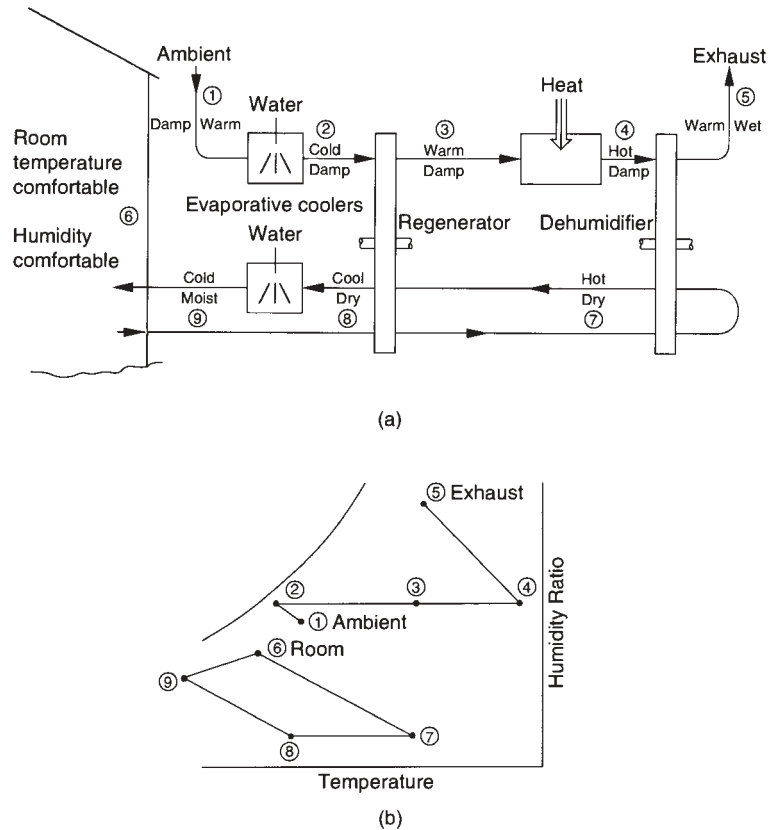 Ambient
①
Damp Warm
Water
②
Cold
Damp
③
Warm
Damp
Heat
④
Hot
Damp
Exhaust
⑤
Warm Wet
Room
temperature
comfortable
⑥
Humidity
comfortable
Evaporative coolers
Water
Regenerator
Dehumidifier
Cold
Moist
⑨
Cool
Dry
⑧
Hot
Dry
⑦
(a)
⑤ Exhaust
②
③
④
① Ambient
⑥ Room
⑨
⑧
⑦
Humidity Ratio
Temperature
(b)